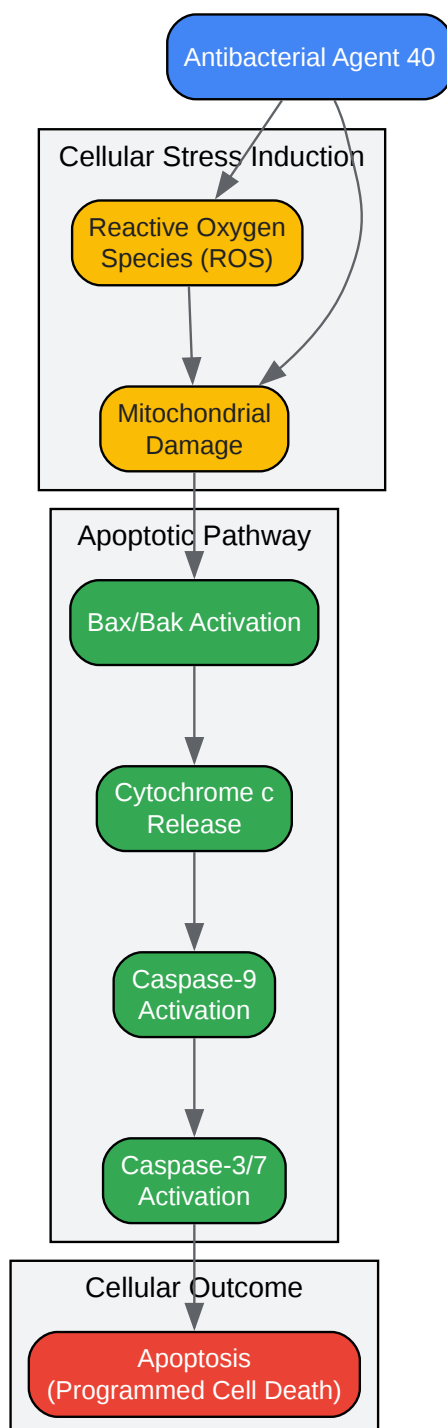 Antibacterial Agent 40
Cellular Stress Induction
Reactive Oxygen
Species (ROS)
Mitochondrial
Damage
Apoptotic Pathway
Bax/Bak Activation
Cytochrome c
Release
Caspase-9
Activation
Caspase-3/7
Activation
Cellular Outcome
Apoptosis
(Programmed Cell Death)